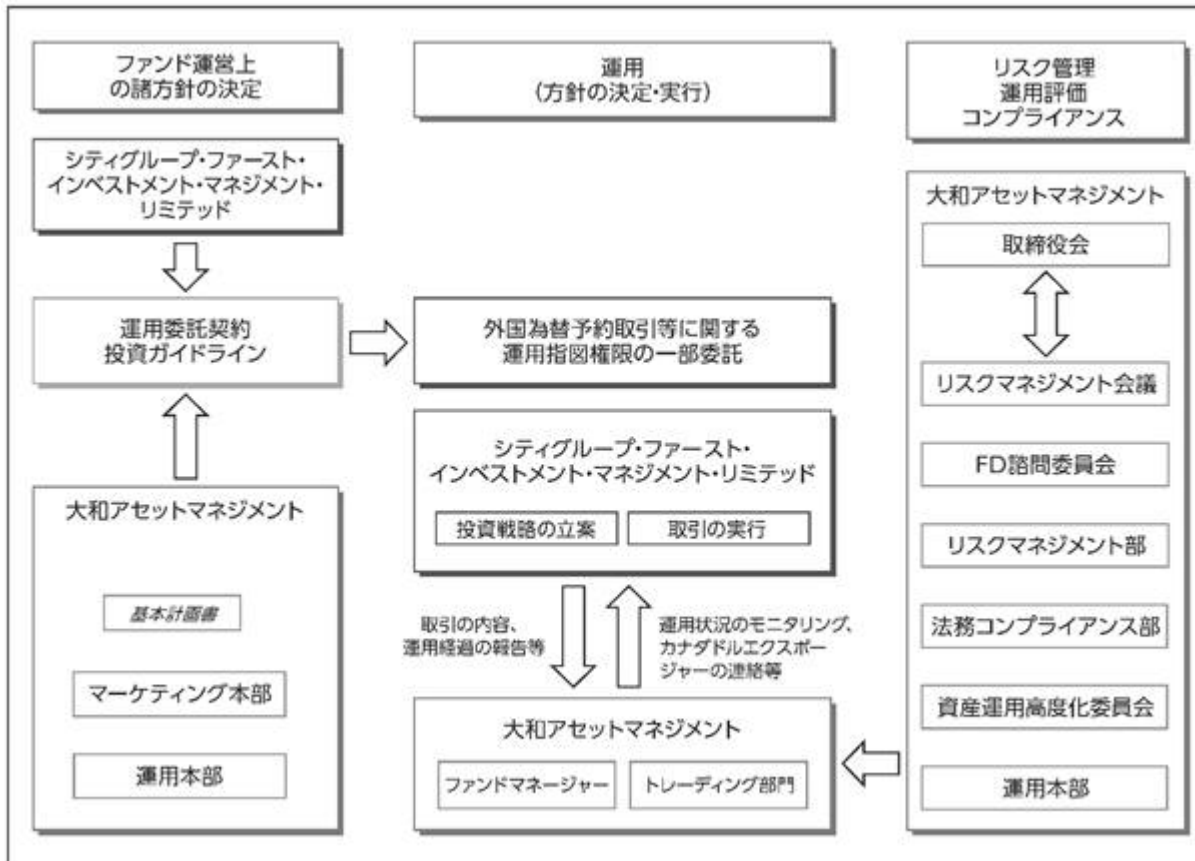 ファンド運営上
の諸方針の決定
シティグループ・ファースト・
インベストメント・マネジメント・
リミテッド
運用委託契約
投資ガイドライン
大和アセットマネジメント
基本計画書
マーケティング本部
運用本部
運用
(方針の決定・実行)
外国為替予約取引等に関する
運用指図権限の一部委託
シティグループ・ファースト・
インベストメント・マネジメント・リミテッド
投資戦略の立案
取引の実行
取引の内容、
運用経過の報告等
運用状況のモニタリング、
カナダドルエクスポー
ジャーの連絡等
大和アセットマネジメント
ファンドマネージャー
トレーディング部門
リスク管理
運用評価
コンプライアンス
大和アセットマネジメント
取締役会
リスクマネジメント会議
FD諮問委員会
リスクマネジメント部
法務コンプライアンス部
資産運用高度化委員会
運用本部